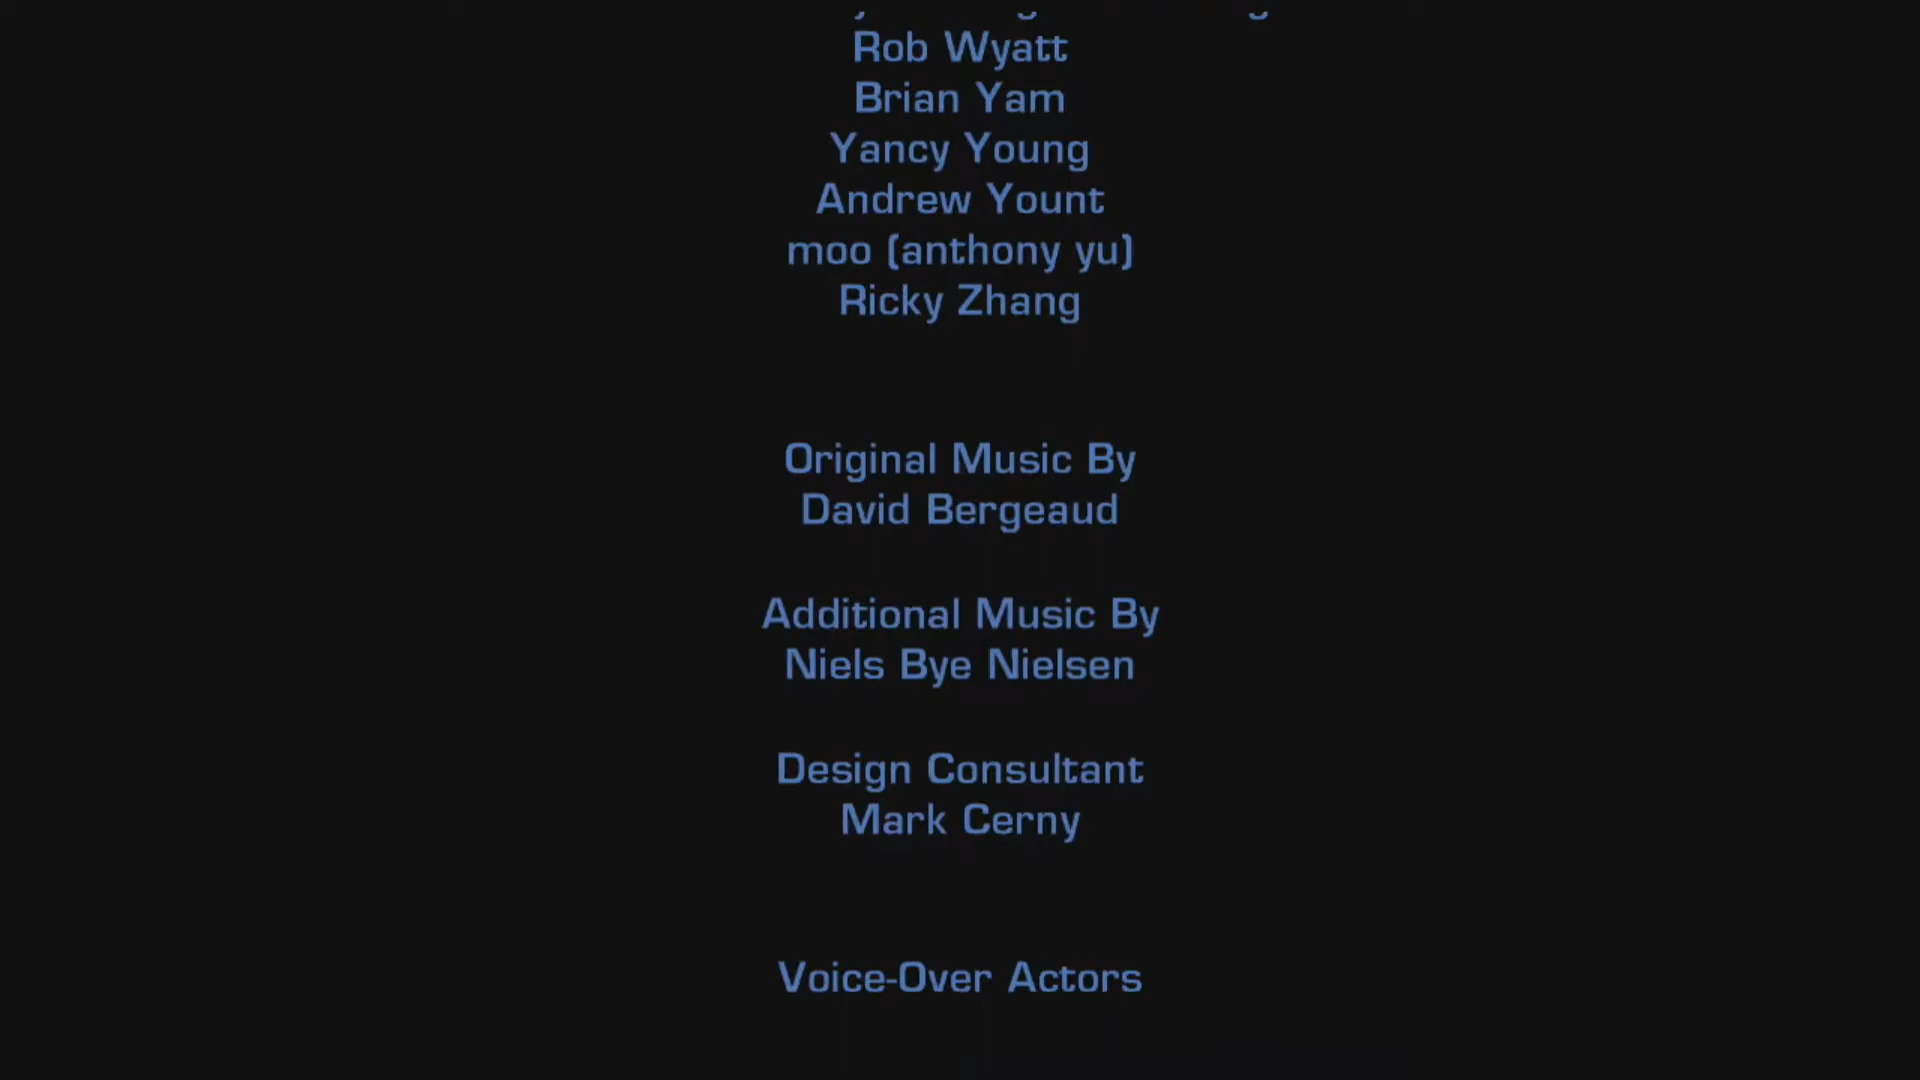 Rob Wyatt
Brian Yam
Yancy Young
Andrew Yount
moo (anthony yu)
Ricky Zhang
Original Music By
David Bergeaud
Additional Music By
Niels Bye Nielsen
Design Consultant
Mark Cerny
Voice-Over Actors